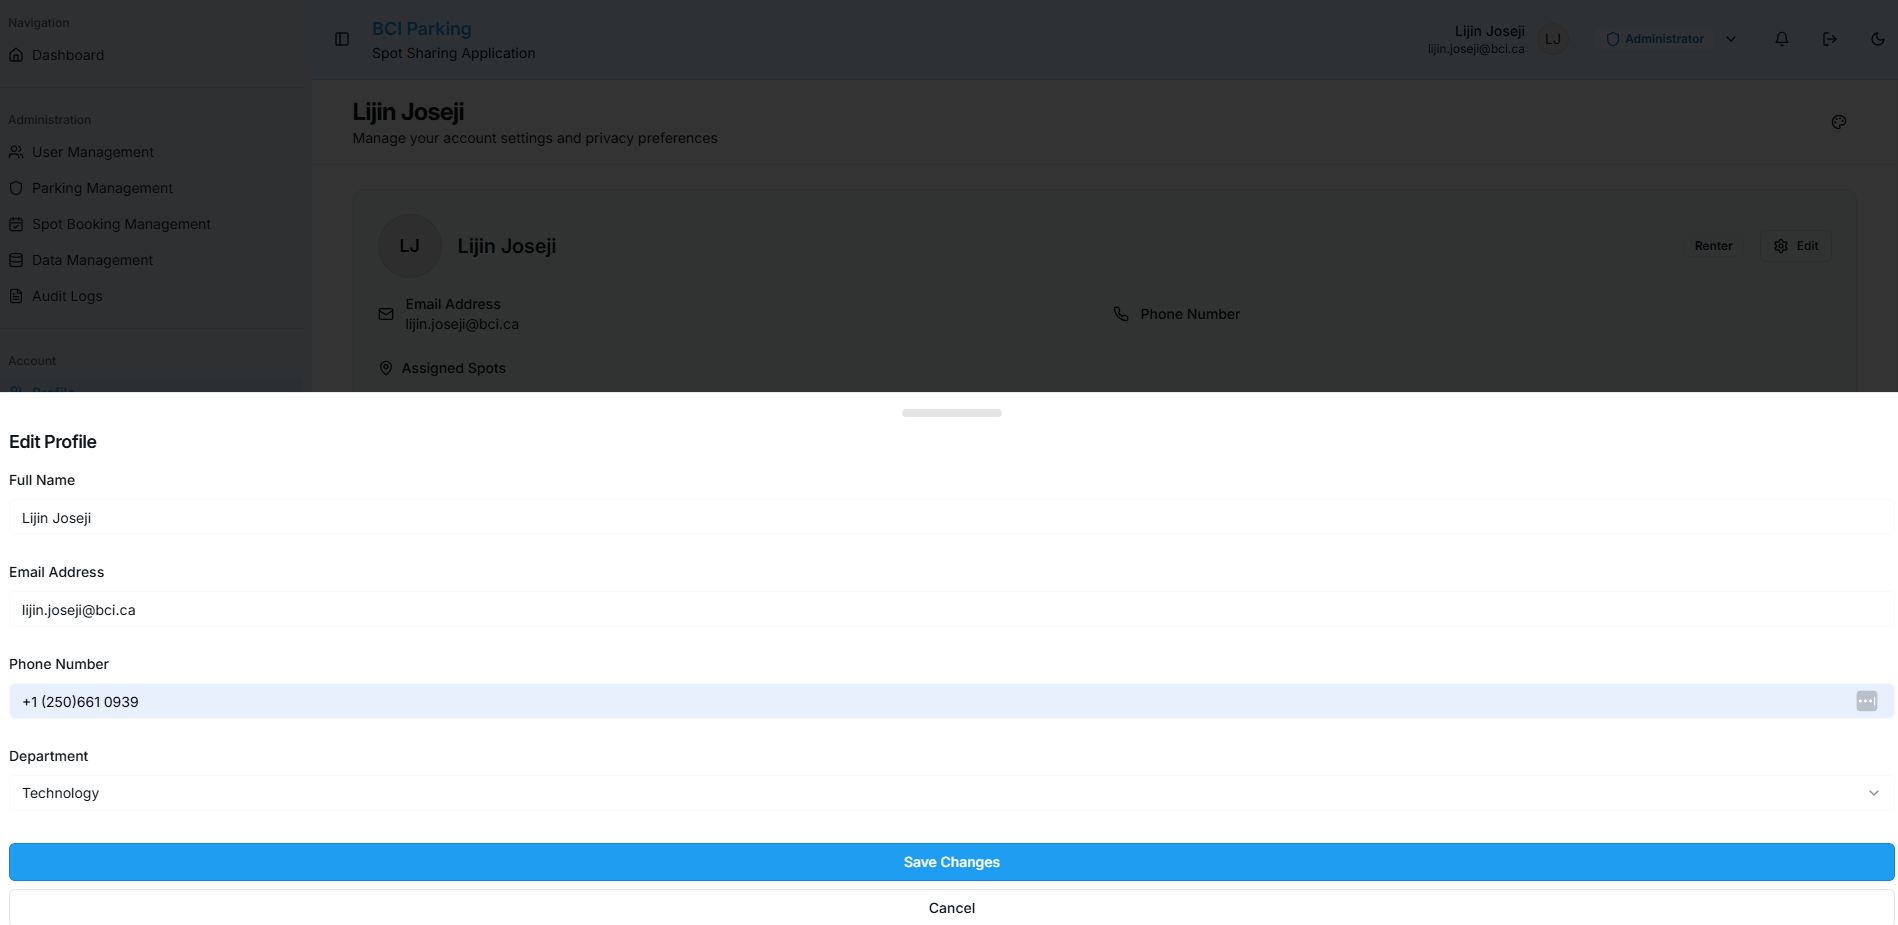 Navigation
Dashboard
Administration
User Management
Parking Management
Spot Booking Management
Data Management
Audit Logs
Account
Profile
BCI Parking
Spot Sharing Application
Lijin Joseji
lijin.joseji@bci.ca
LJ
Administrator
Lijin Joseji
Manage your account settings and privacy preferences
LJ
Lijin Joseji
Renter
Edit
Email Address
lijin.joseji@bci.ca
Phone Number
Assigned Spots
Edit Profile
Full Name
Lijin Joseji
Email Address
lijin.joseji@bci.ca
Phone Number
+1 (250)661 0939
Department
Technology
Save Changes
Cancel